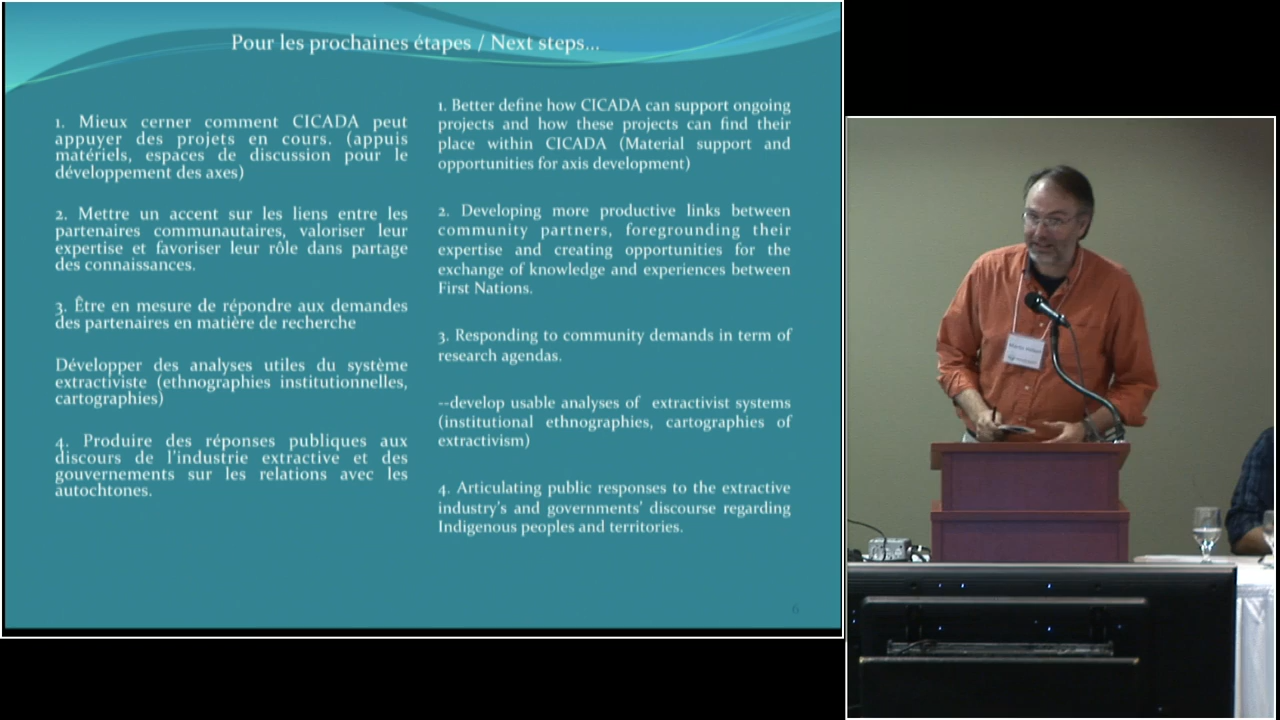 Pour les prochaines étapes / Next steps...
1. Mieux cerner comment CICADA peut
appuyer des projets en cours. (appuis
matériels, espaces de discussion pour le
développement des axes)
2. Mettre un accent sur les liens entre les
partenaires communautaires, valoriser leur
expertise et favoriser leur rôle dans partage
des connaissances.
3. Être en mesure de répondre aux demandes
des partenaires en matière de recherche
Développer des analyses utiles du système
extractiviste (ethnographies institutionnelles,
cartographies)
4. Produire des réponses publiques aux
discours de l'industrie extractive et des
gouvernements sur les relations avec les
autochtones.
1. Better define how CICADA can support ongoing
projects and how these projects can find their
place within CICADA (Material support and
opportunities for axis development)
2. Developing more productive links between
community partners, foregrounding their
expertise and creating opportunities for the
exchange of knowledge and experiences between
First Nations.
3. Responding to community demands in term of
research agendas.
--develop usable analyses of extractivist systems
(institutional ethnographies, cartographies of
extractivism)
4. Articulating public responses to the extractive
industry's and governments' discourse regarding
Indigenous peoples and territories.
6